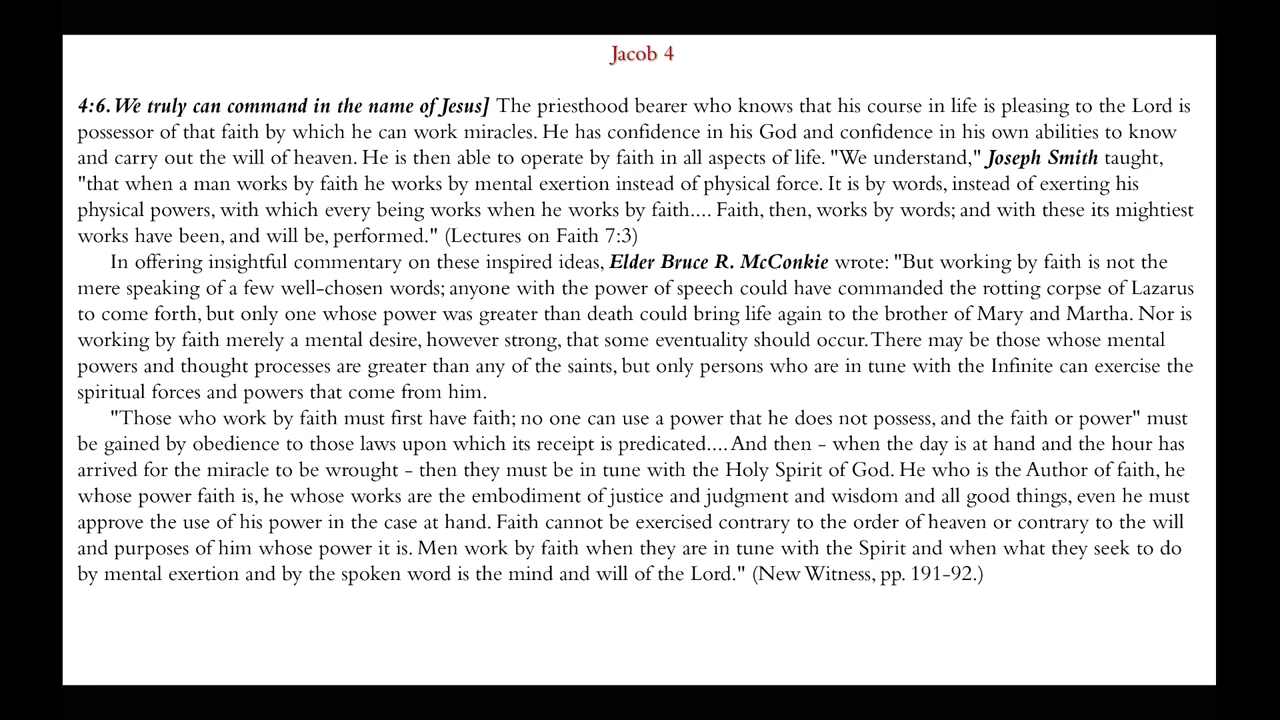 Jacob 4
4:6. We truly can command in the name of Jesus] The priesthood bearer who knows that his course in life is pleasing to the Lord is
possessor of that faith by which he can work miracles. He has confidence in his God and confidence in his own abilities to know
and carry out the will of heaven. He is then able to operate by faith in all aspects of life. "We understand," Joseph Smith taught,
"that when a man works by faith he works by mental exertion instead of physical force. It is by words, instead of exerting his
physical powers, with which every being works when he works by faith.... Faith, then, works by words; and with these its mightiest
works have been, and will be, performed." (Lectures on Faith 7:3)
In offering insightful commentary on these inspired ideas, Elder Bruce R. McConkie wrote: "But working by faith is not the
mere speaking of a few well-chosen words; anyone with the power of speech could have commanded the rotting corpse of Lazarus
to come forth, but only one whose power was greater than death could bring life again to the brother of Mary and Martha. Nor is
working by faith merely a mental desire, however strong, that some eventuality should occur. There may be those whose mental
powers and thought processes are greater than any of the saints, but only persons who are in tune with the Infinite can exercise the
spiritual forces and powers that come from him.
"Those who work by faith must first have faith; no one can use a power that he does not possess, and the faith or power" must
be gained by obedience to those laws upon which its receipt is predicated.... And then - when the day is at hand and the hour has
arrived for the miracle to be wrought - then they must be in tune with the Holy Spirit of God. He who is the Author of faith, he
whose power faith is, he whose works are the embodiment of justice and judgment and wisdom and all good things, even he must
approve the use of his power in the case at hand. Faith cannot be exercised contrary to the order of heaven or contrary to the will
and purposes of him whose power it is. Men work by faith when they are in tune with the Spirit and when what they seek to do
by mental exertion and by the spoken word is the mind and will of the Lord." (New Witness, pp. 191-92.)